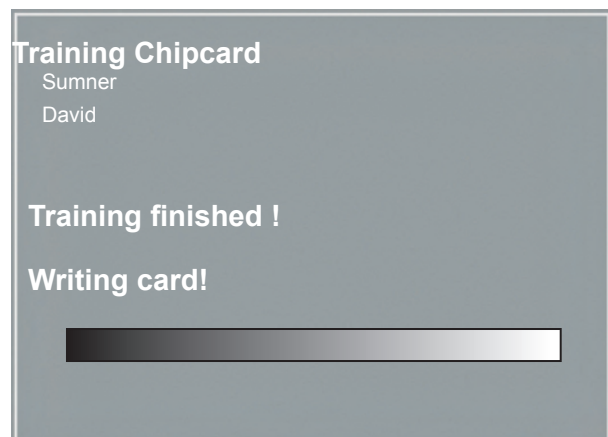 Training Chipcard
Sumner
David
Training finished !
Writing card!